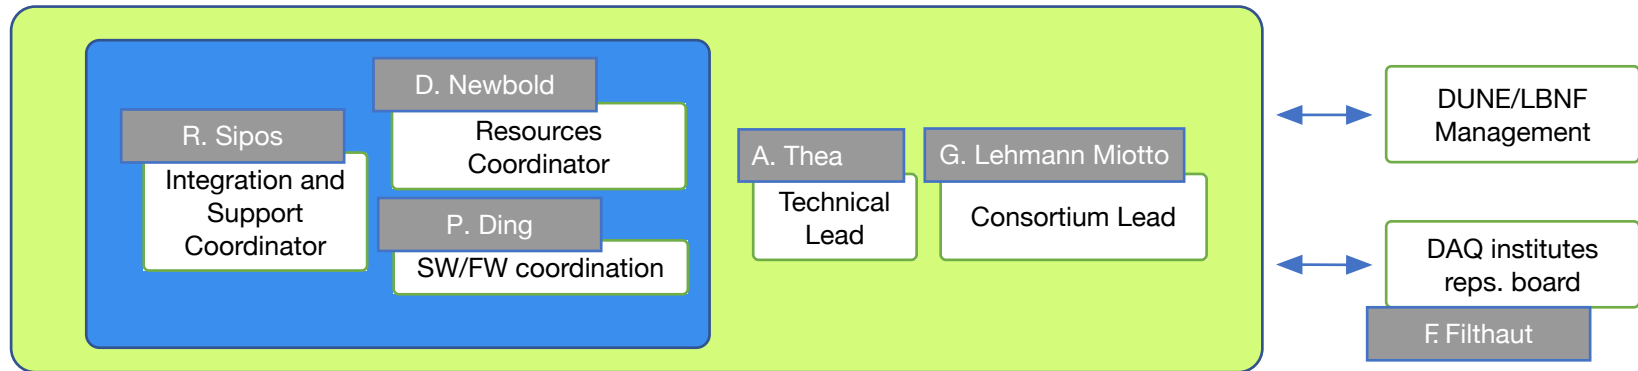 D. Newbold
Resources
Coordinator
R. Sipos
Integration and
Support
Coordinator
P. Ding
SW/FW coordination
A. Thea
Technical
Lead
G. Lehmann Miotto
Consortium Lead
DUNE/LBNF
Management
DAQ institutes
reps. board
F. Filthaut